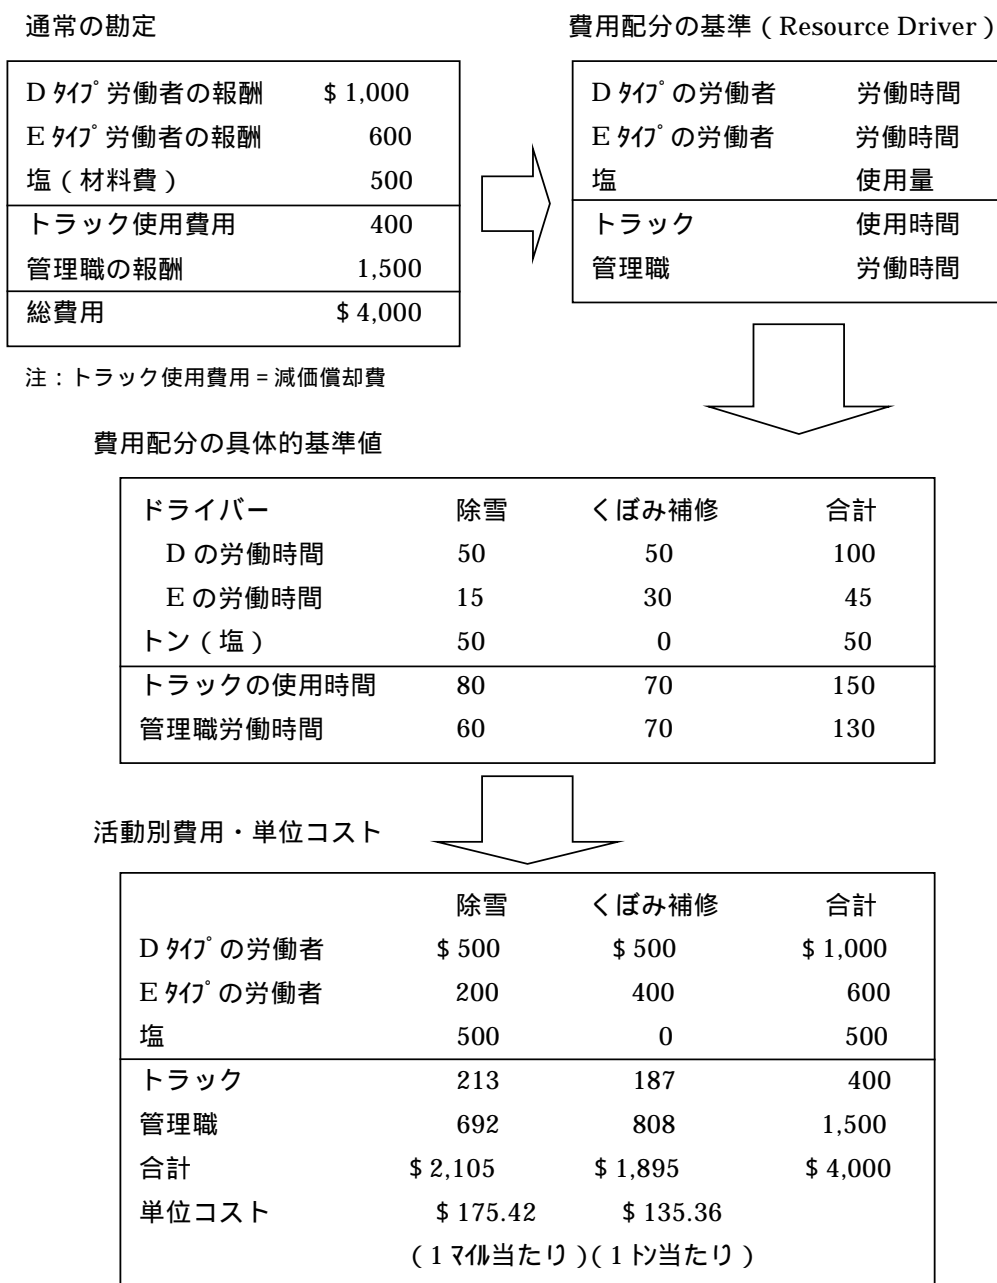 通常の勘定
費用配分の基準（Resource Driver）
Dﾀｲﾌﾟ労働者の報酬 $1,000
Eﾀｲﾌﾟ労働者の報酬 600
塩（材料費） 500
トラック使用費用 400
管理職の報酬 1,500
総費用 $4,000
Dﾀｲﾌﾟの労働者 労働時間
Eﾀｲﾌﾟの労働者 労働時間
塩 使用量
トラック 使用時間
管理職 労働時間
注：トラック使用費用＝減価償却費
費用配分の具体的基準値
ドライバー 除雪 くぼみ補修 合計
Dの労働時間 50 50 100
Eの労働時間 15 30 45
トン（塩） 50 0 50
トラックの使用時間 80 70 150
管理職労働時間 60 70 130
活動別費用・単位コスト
除雪 くぼみ補修 合計
Dﾀｲﾌﾟの労働者 $500 $500 $1,000
Eﾀｲﾌﾟの労働者 200 400 600
塩 500 0 500
トラック 213 187 400
管理職 692 808 1,500
合計 $2,105 $1,895 $4,000
単位コスト $175.42 $135.36
（1ﾏｲﾙ当たり）（1ﾄﾝ当たり）